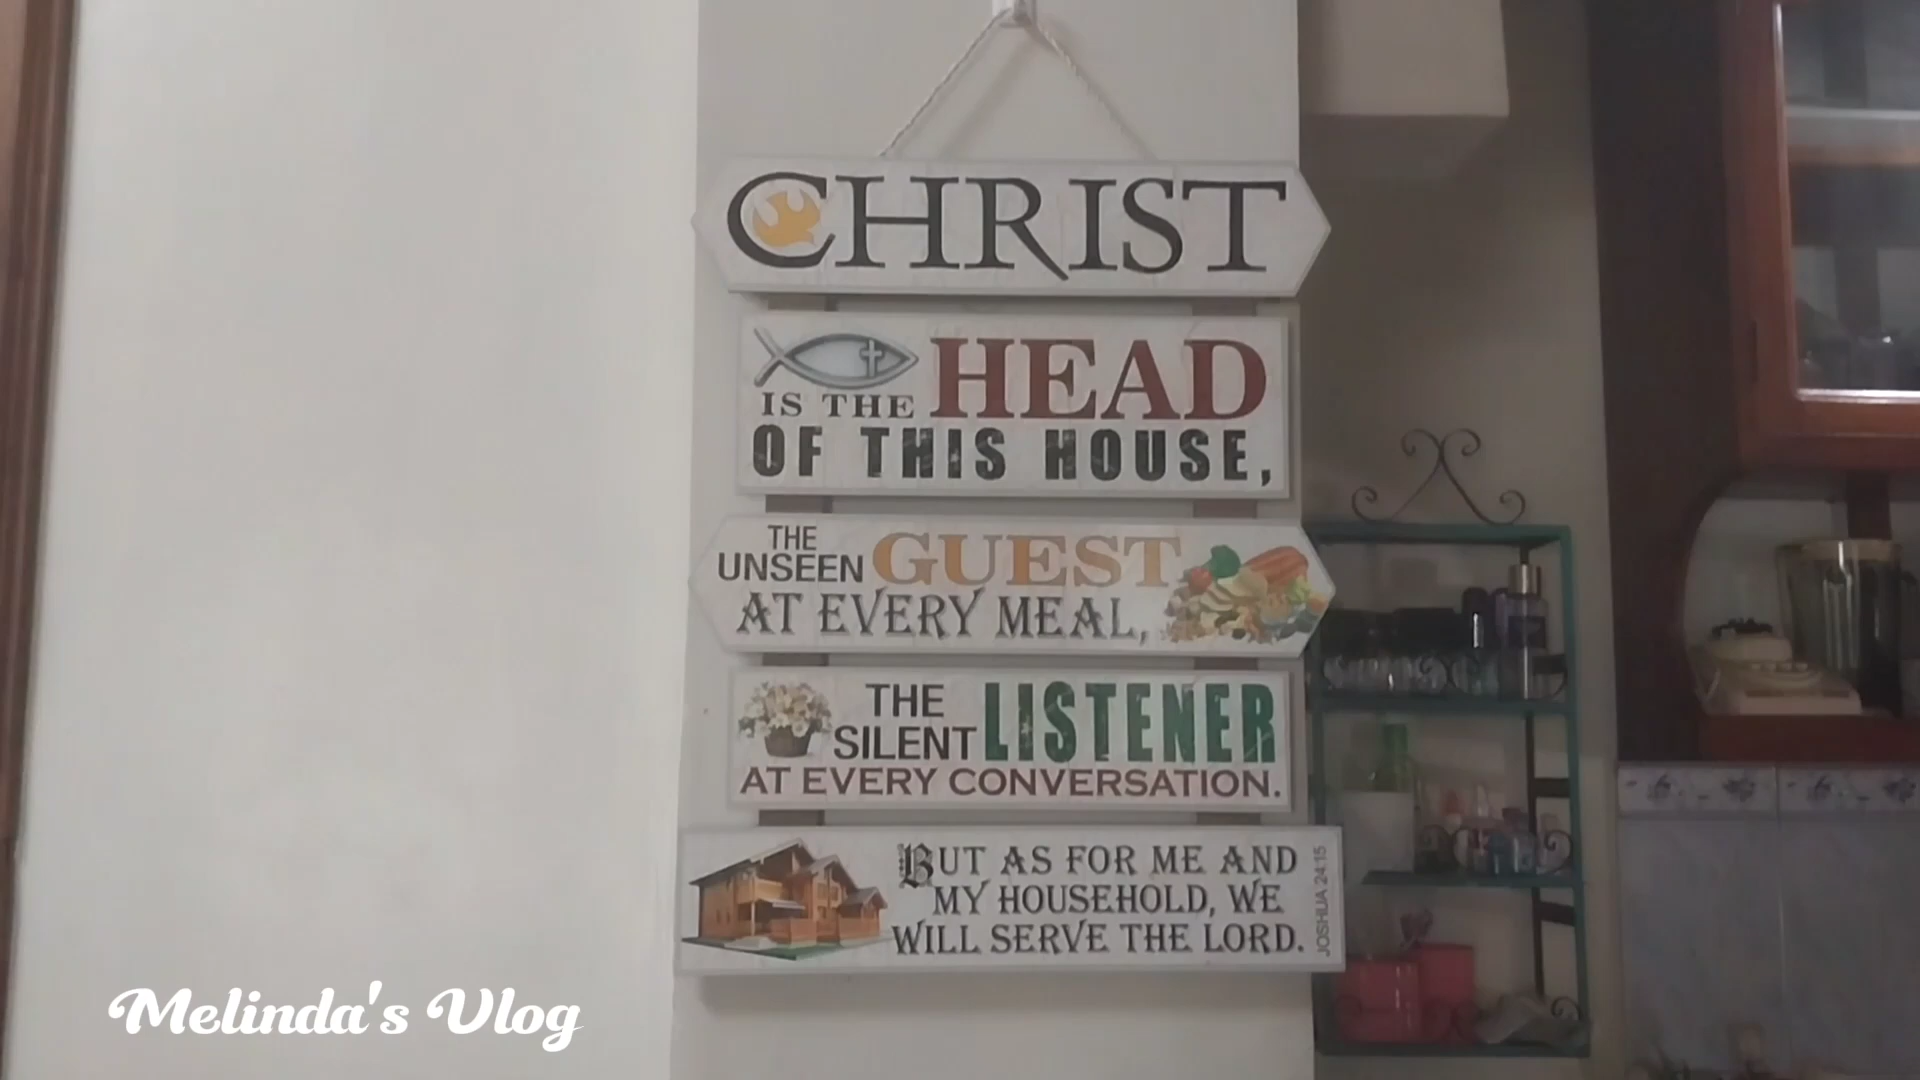 CHRIST
IS THE HEAD
OF THIS HOUSE,
THE
UNSEEN GUEST
AT EVERY MEAL,
THE
SILENT LISTENER
AT EVERY CONVERSATION.
BUT AS FOR ME AND
MY HOUSEHOLD, WE
WILL SERVE THE LORD.
JOSHUA 24:15
Melinda's Vlog